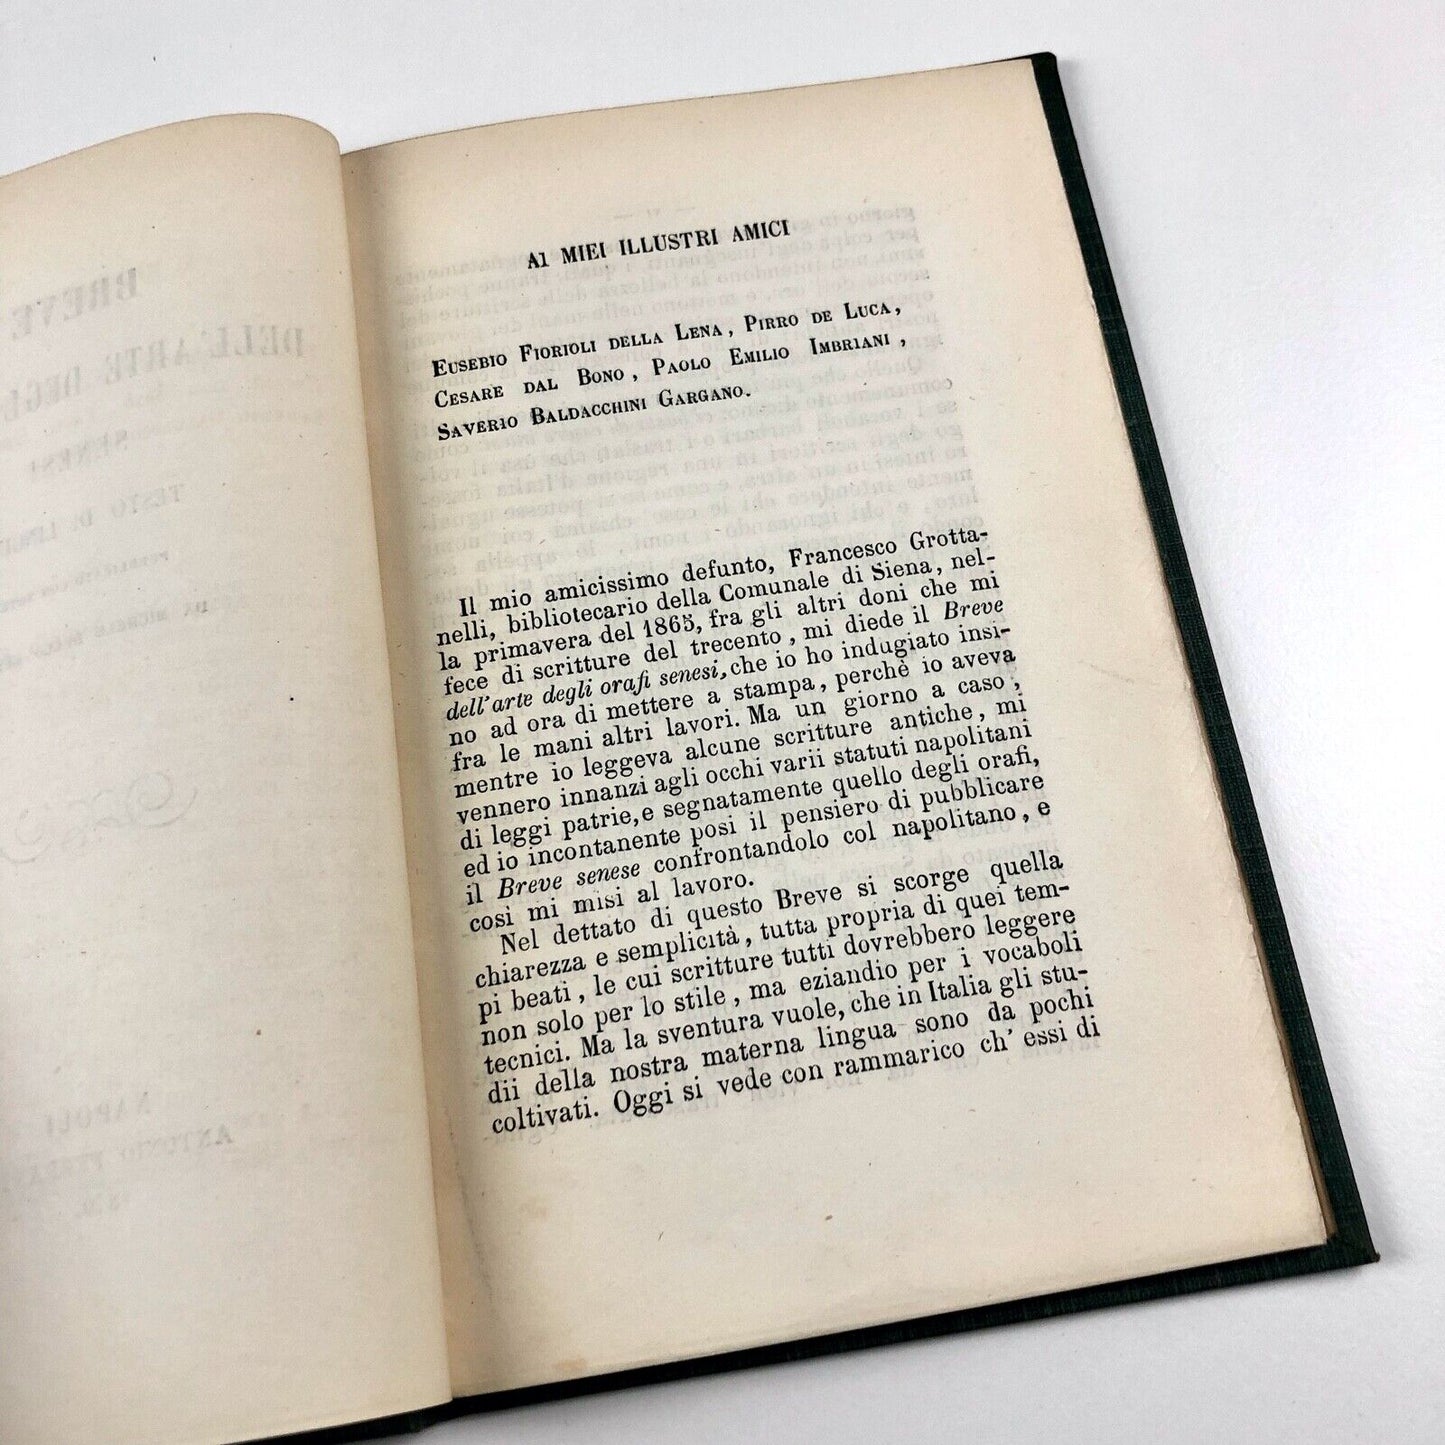 AI MIEI ILLUSTRI AMICI
EUSEBIO FIORIOLI DELLA LENA, PIRRO DE LUCA,
CESARE DAL BONO, PAOLO EMILIO IMBRIANI,
SAVERIO BALDACCHINI GARGANO.
Il mio amicissimo defunto, Francesco Grotta-
nelli, bibliotecario della Comunale di Siena, nel-
la primavera del 1865, fra gli altri doni che mi
fece di scritture del trecento, mi diede il Breve
dell'arte degli orafi senesi, che io ho indugiato insi-
no ad ora di mettere a stampa, perchè io aveva
fra le mani altri lavori. Ma un giorno a caso,
mentre io leggeva alcune scritture antiche, mi
vennero innanzi agli occhi varii statuti napolitani
di leggi patrie, e segnatamente quello degli orafi,
ed io incontanente posi il pensiero di pubblicare
il Breve senese confrontandolo col napolitano, e
così mi misi al lavoro.
Nel dettato di questo Breve si scorge quella
chiarezza e semplicità, tutta propria di quei tem-
pi beati, le cui scritture tutti dovrebbero leggere
non solo per lo stile, ma eziandio per i vocaboli
tecnici. Ma la sventura vuole, che in Italia gli stu-
dii della nostra materna lingua sono da pochi
coltivati. Oggi si vede con rammarico ch' essi di